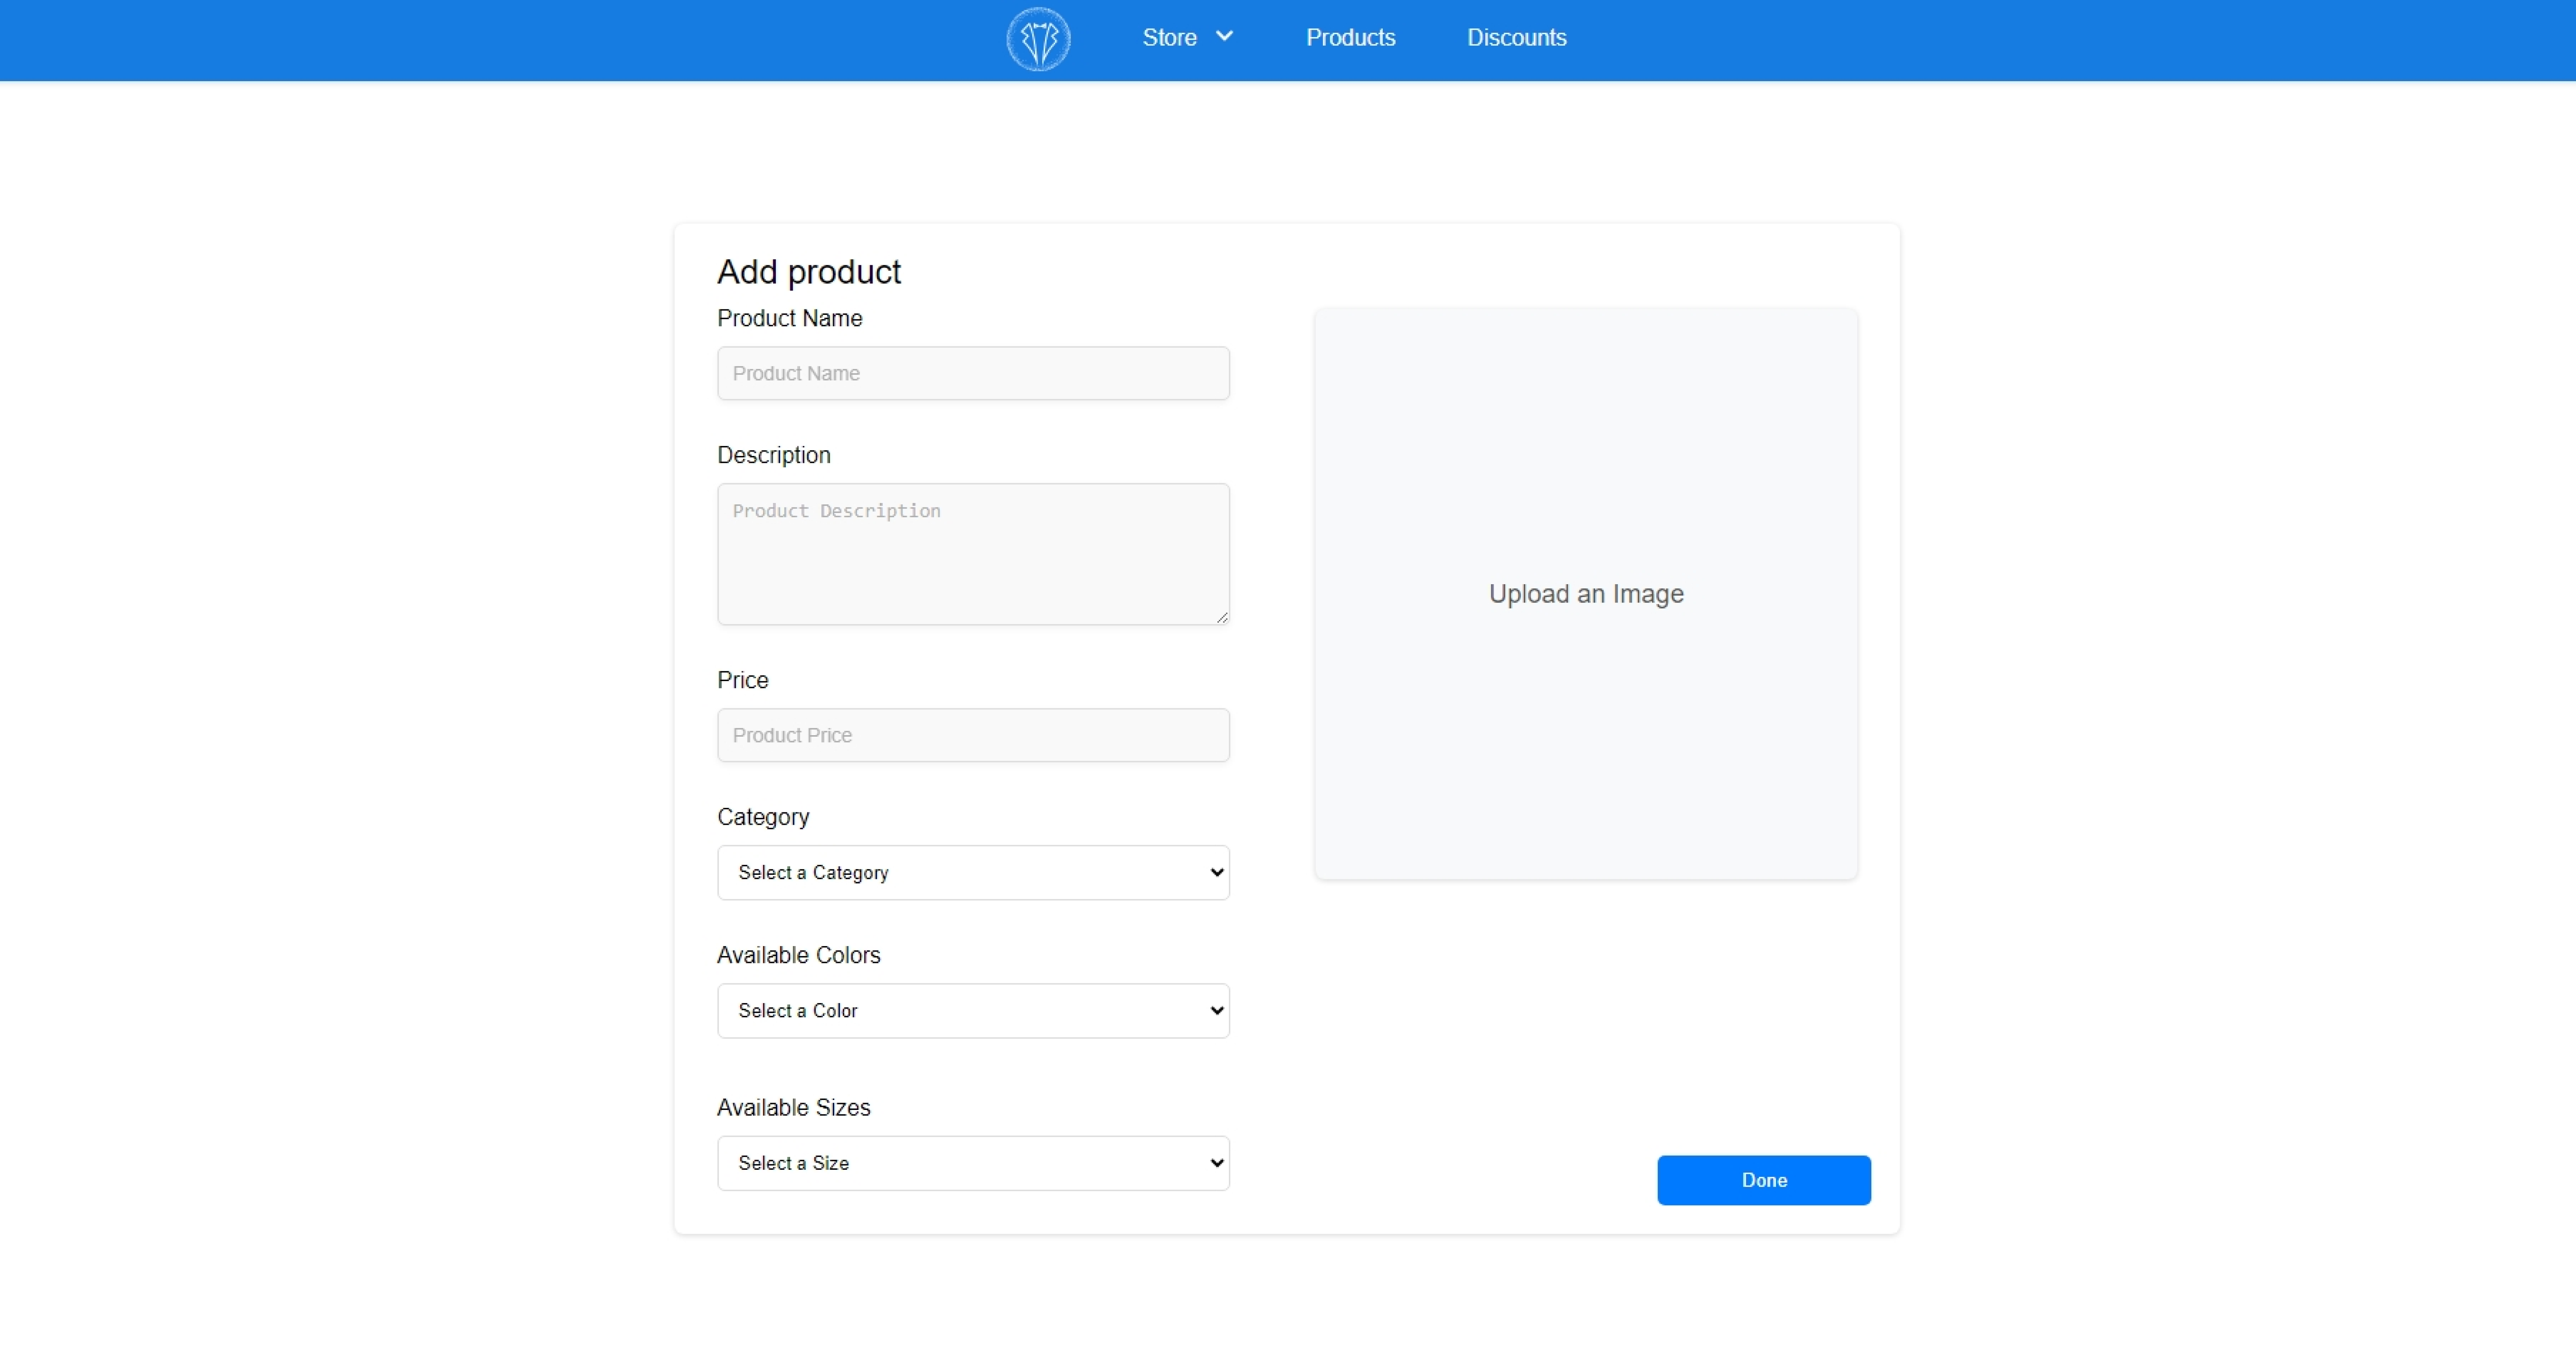 Store
Products
Discounts
Add product
Product Name
Product Name
Description
Product Description
Price
Product Price
Category
Select a Category
Available Colors
Select a Color
Available Sizes
Select a Size
Upload an Image
Done